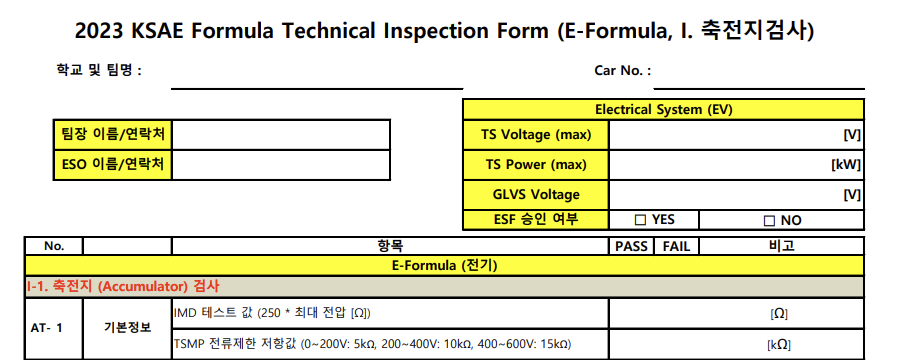 2023 KSAE Formula Technical Inspection Form (E-Formula, I. 축전지검사)
학교 및 팀명 : Car No. :
Electrical System (EV)
팀장 이름/연락처 TS Voltage (max) [V]
ESO 이름/연락처 TS Power (max) [kW]
GLVS Voltage [V]
ESF 승인 여부 □ YES □ NO
No. 항목 PASS FAIL 비고
E-Formula (전기)
I-1. 축전지 (Accumulator) 검사
AT- 1 기본정보
IMD 테스트 값 (250 * 최대 전압 [Ω]) [Ω]
TSMP 전류제한 저항값 (0~200V: 5kΩ, 200~400V: 10kΩ, 400~600V: 15kΩ) [kΩ]